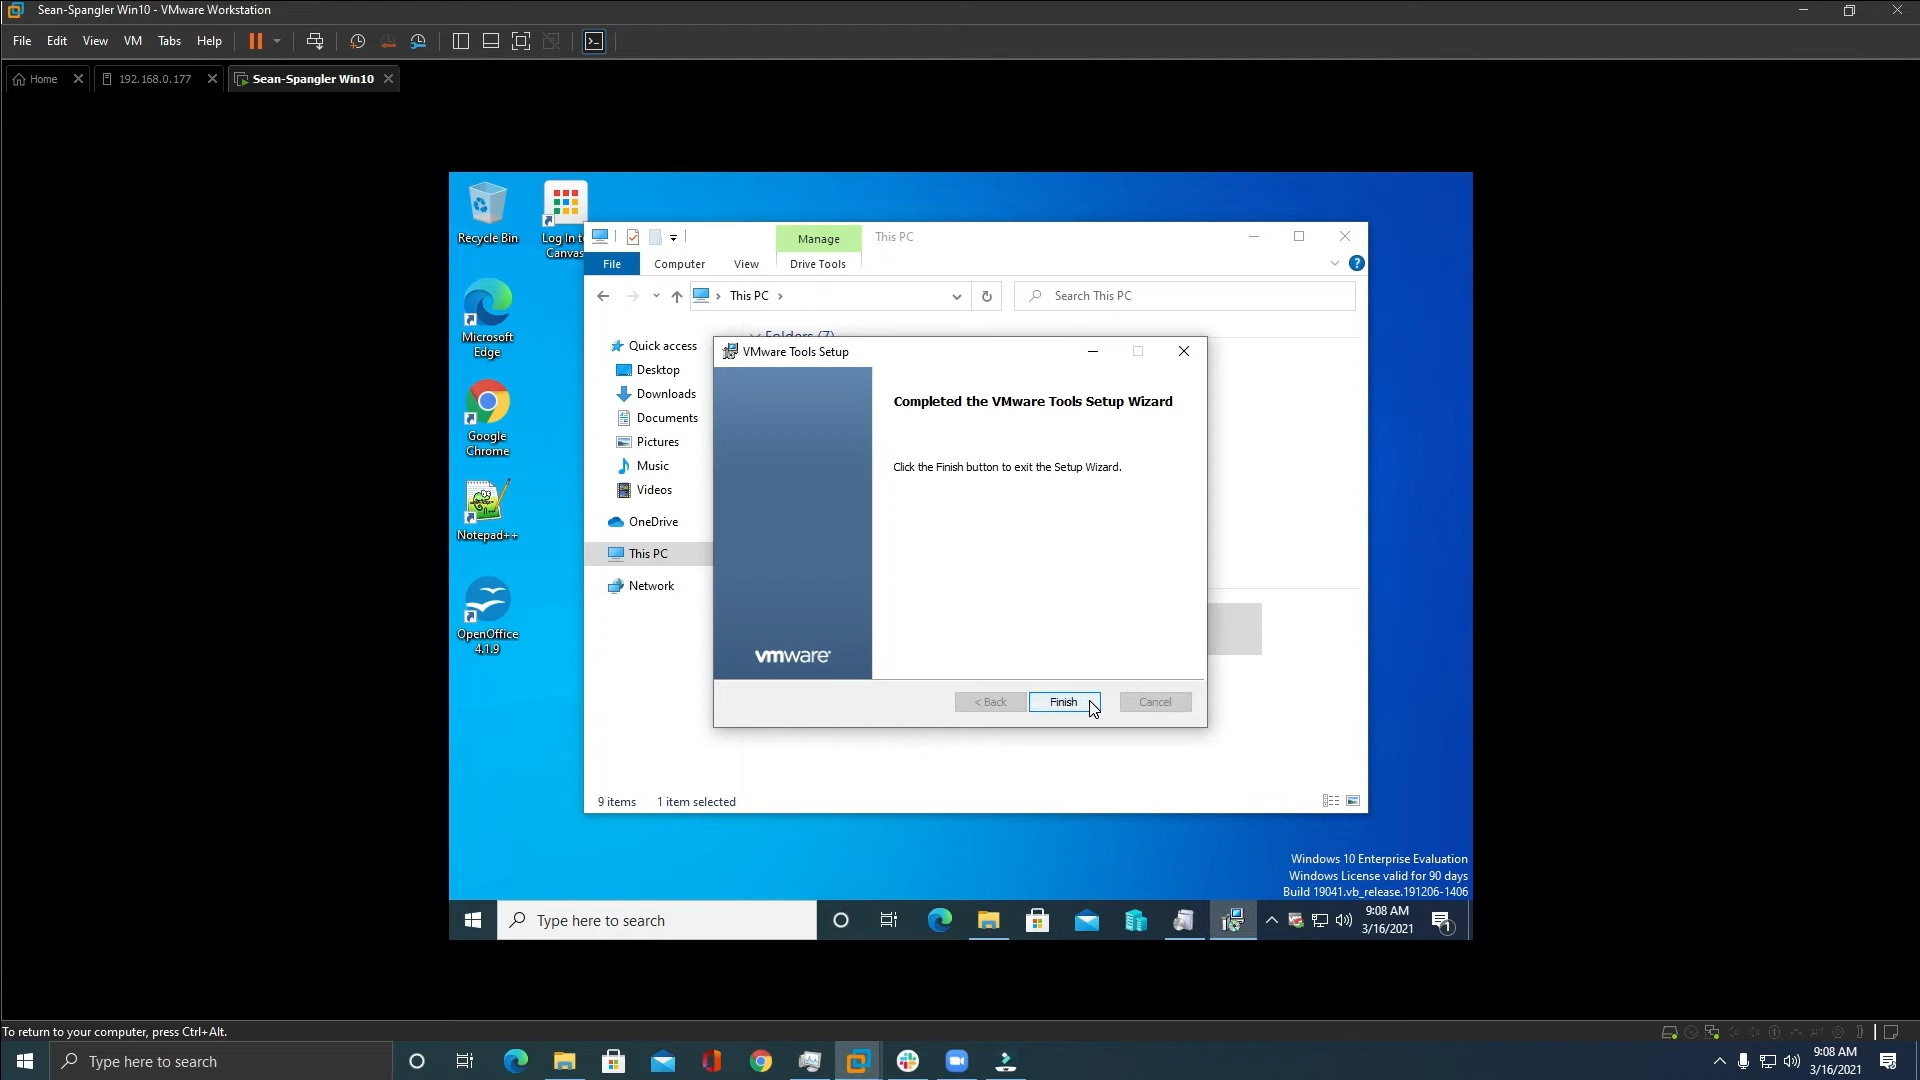 Sean-Spangler Win10 - VMware Workstation
File Edit View VM Tabs Help
Home 192.168.0.177 Sean-Spangler Win10
Recycle Bin
Log In to
Canvas
Microsoft
Edge
Google
Chrome
Notepad++
OpenOffice
4.1.9
Manage This PC
File Computer View Drive Tools
This PC
Search This PC
Folders (7)
Quick access
Desktop
Downloads
Documents
Pictures
Music
Videos
OneDrive
This PC
Network
VMware Tools Setup
Completed the VMware Tools Setup Wizard
Click the Finish button to exit the Setup Wizard.
vmware
< Back Finish Cancel
9 items 1 item selected
Windows 10 Enterprise Evaluation
Windows License valid for 90 days
Build 19041.vb_release.191206-1406
Type here to search
9:08 AM
3/16/2021
1
To return to your computer, press Ctrl+Alt.
Type here to search
9:08 AM
3/16/2021